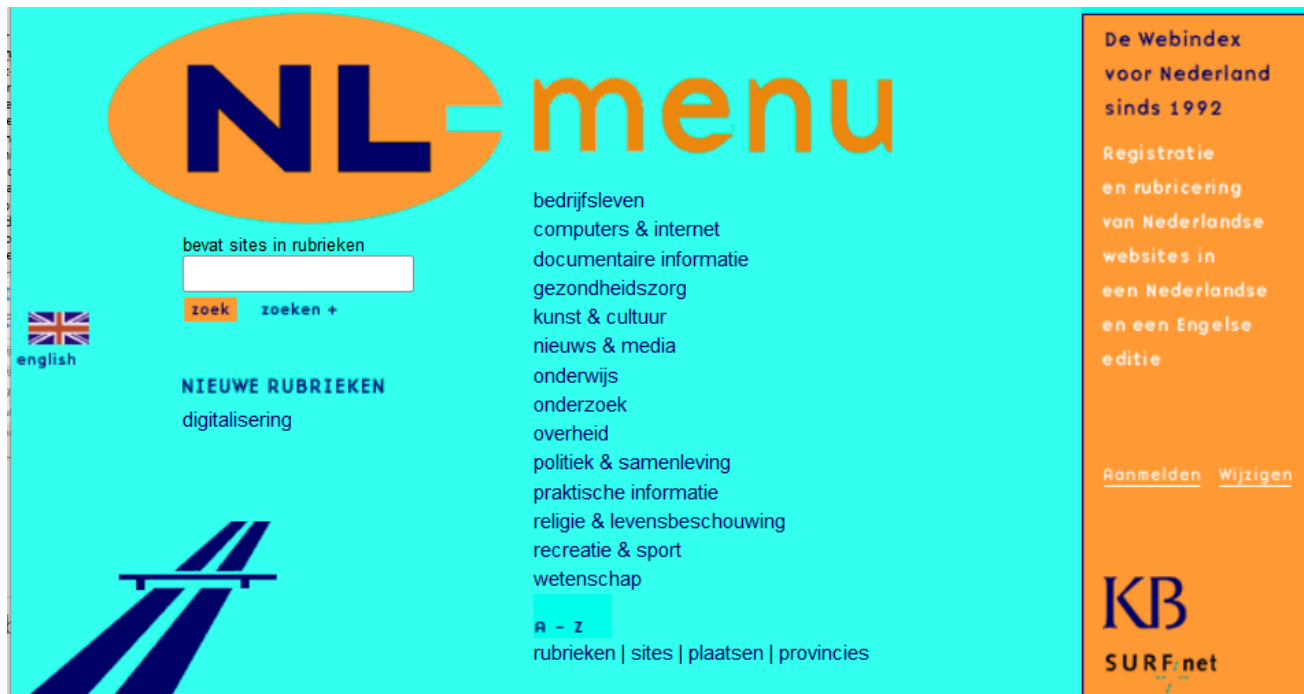 NL-menu
bevat sites in rubrieken
zoek zoeken +
english
NIEUWE RUBRIEKEN
digitalisering
bedrijfsleven
computers & internet
documentaire informatie
gezondheidszorg
kunst & cultuur
nieuws & media
onderwijs
onderzoek
overheid
politiek & samenleving
praktische informatie
religie & levensbeschouwing
recreatie & sport
wetenschap
A - Z
rubrieken | sites | plaatsen | provincies
De Webindex
voor Nederland
sinds 1992
Registratie
en rubricering
van Nederlandse
websites in
een Nederlandse
en een Engelse
editie
Aanmelden Wijzigen
KB
SURFnet